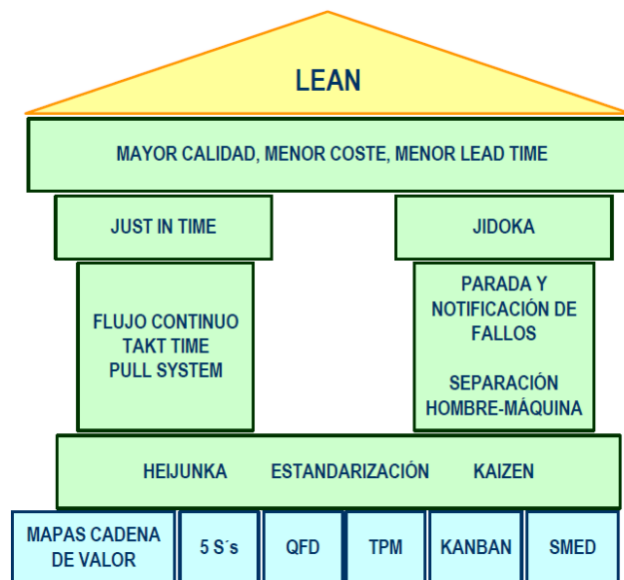 LEAN
MAYOR CALIDAD, MENOR COSTE, MENOR LEAD TIME
JUST IN TIME
JIDOKA
FLUJO CONTINUO
TAKT TIME
PULL SYSTEM
PARADA Y
NOTIFICACIÓN DE
FALLOS
SEPARACIÓN
HOMBRE-MÁQUINA
HEIJUNKA ESTANDARIZACIÓN KAIZEN
MAPAS CADENA
DE VALOR
5 S´s
QFD
TPM
KANBAN
SMED